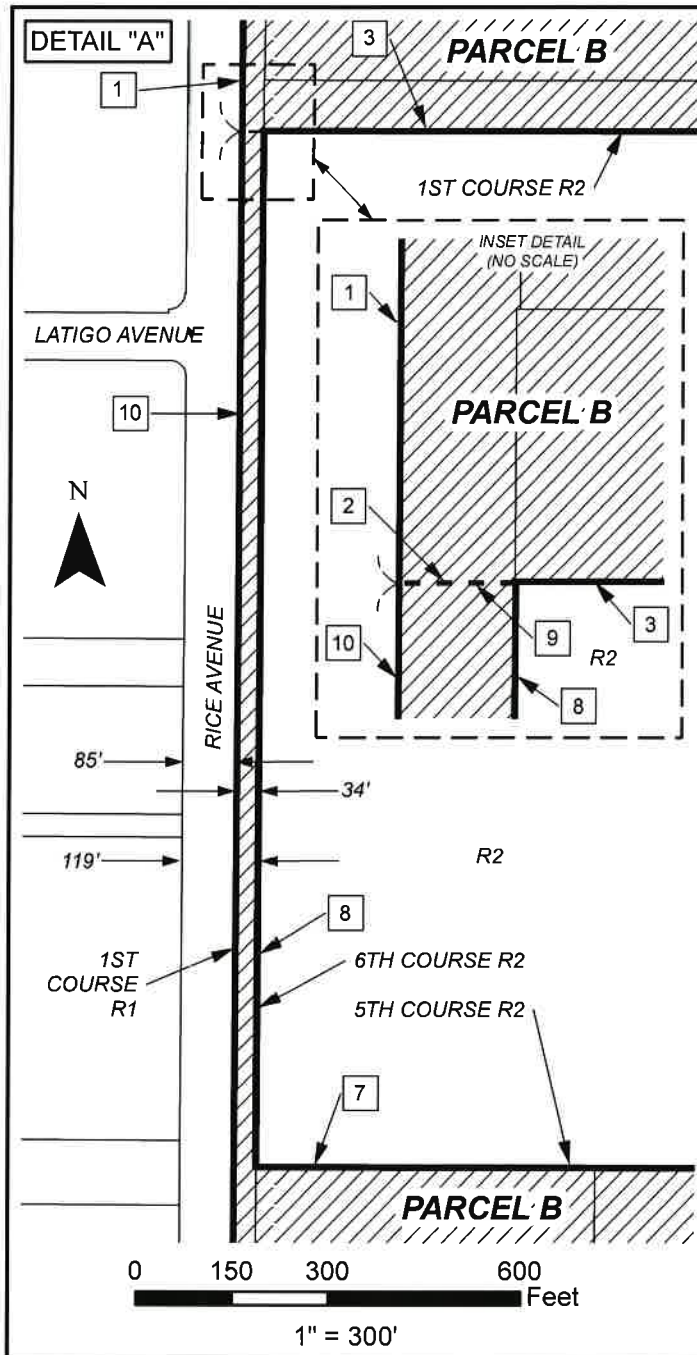 DETAIL "A"
3
PARCEL B
1
1ST COURSE R2
INSET DETAIL
(NO SCALE)
1
LATIGO AVENUE
PARCEL B
10
2
N
9
3
10
R2
8
RICE AVENUE
85'
34'
119'
R2
8
1ST
COURSE
R1
6TH COURSE R2
5TH COURSE R2
7
PARCEL B
0 150 300 600
Feet
1" = 300'